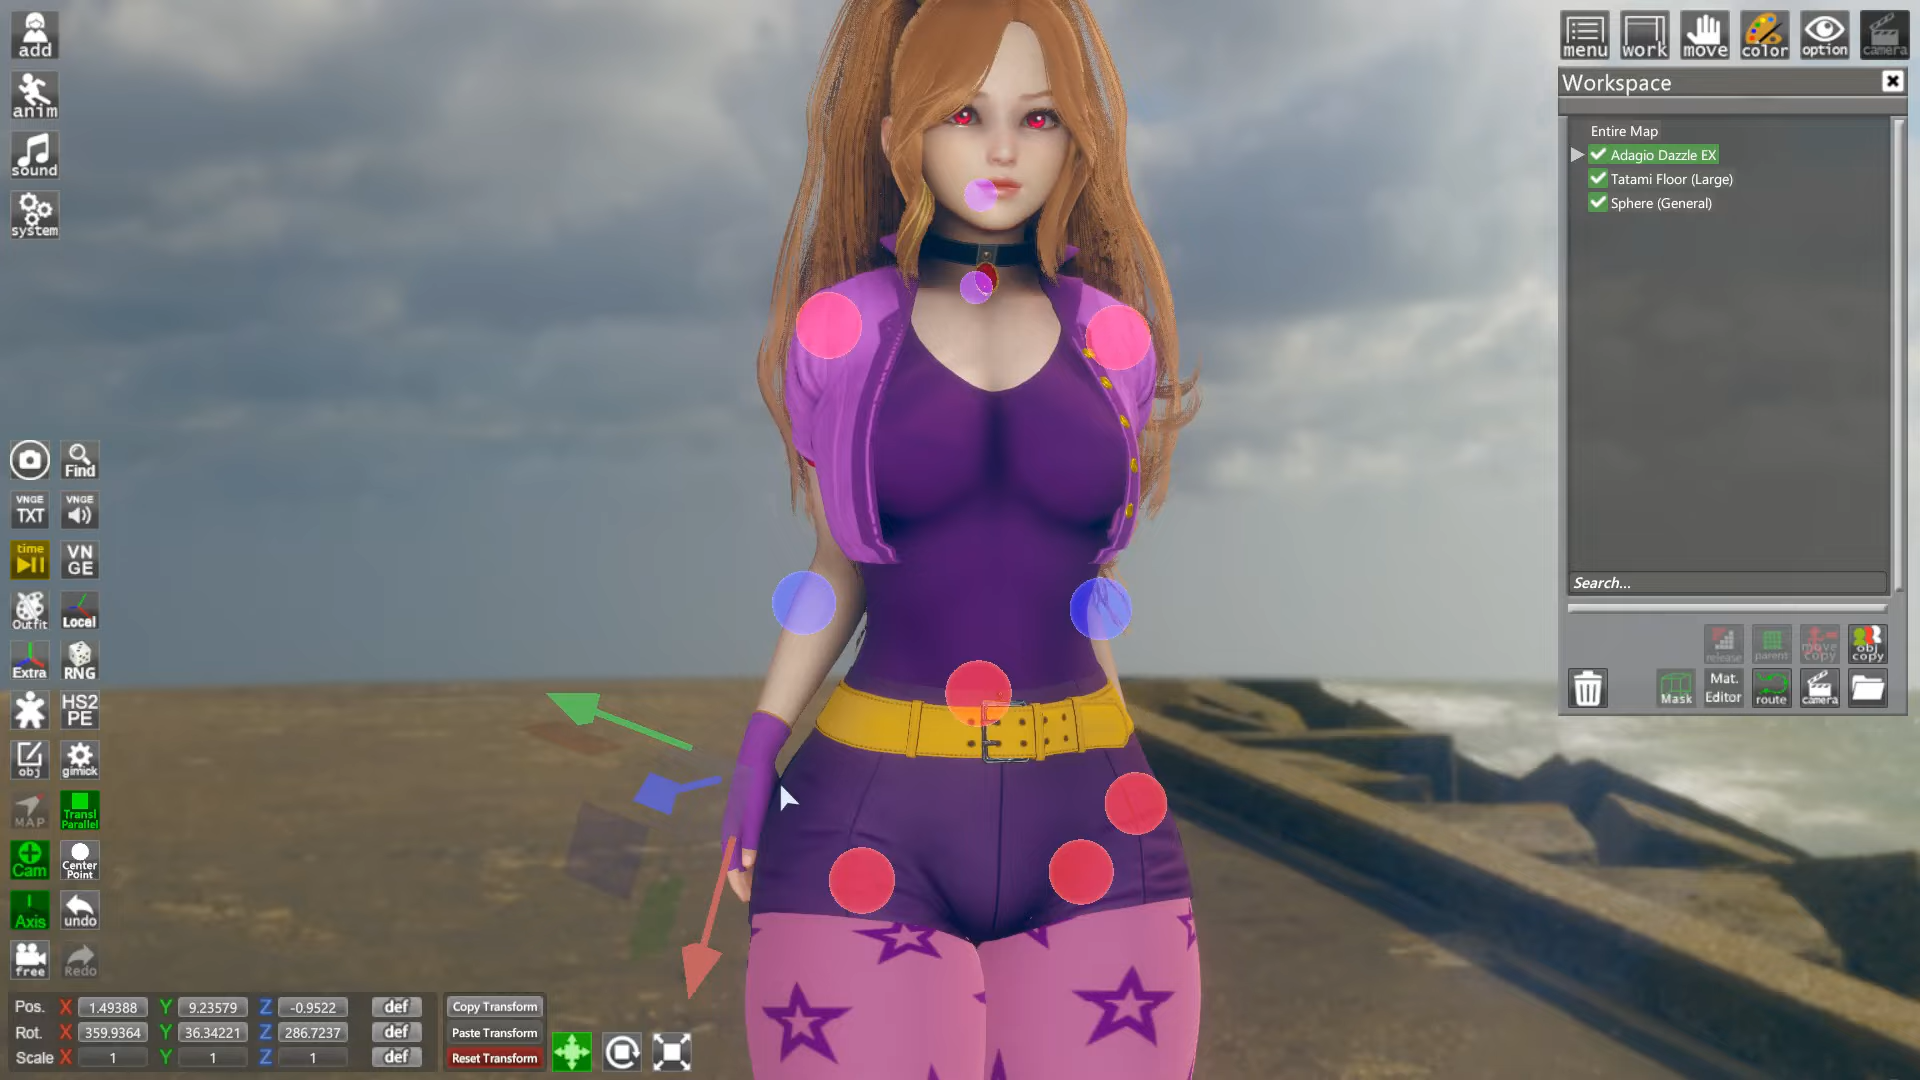 add
anim
sound
system
menu
work
move
color
option
camera
Workspace
Entire Map
Adagio Dazzle EX
Tatami Floor (Large)
Sphere (General)
Search...
release
parent
move copy
obj copy
Mask
Mat. Editor
route
camera
Find
VNGE TXT
VNGE
time
VN GE
Outfit
Local
Extra
RNG
HS2 PE
obj
gimick
MAP
Transl Parallel
Cam
Center Point
Axis
undo
free
Redo
Pos. X 1.49388 Y 9.23579 Z -0.9522 def
Rot. X 359.9364 Y 36.34221 Z 286.7237 def
Scale X 1 Y 1 Z 1 def
Copy Transform
Paste Transform
Reset Transform